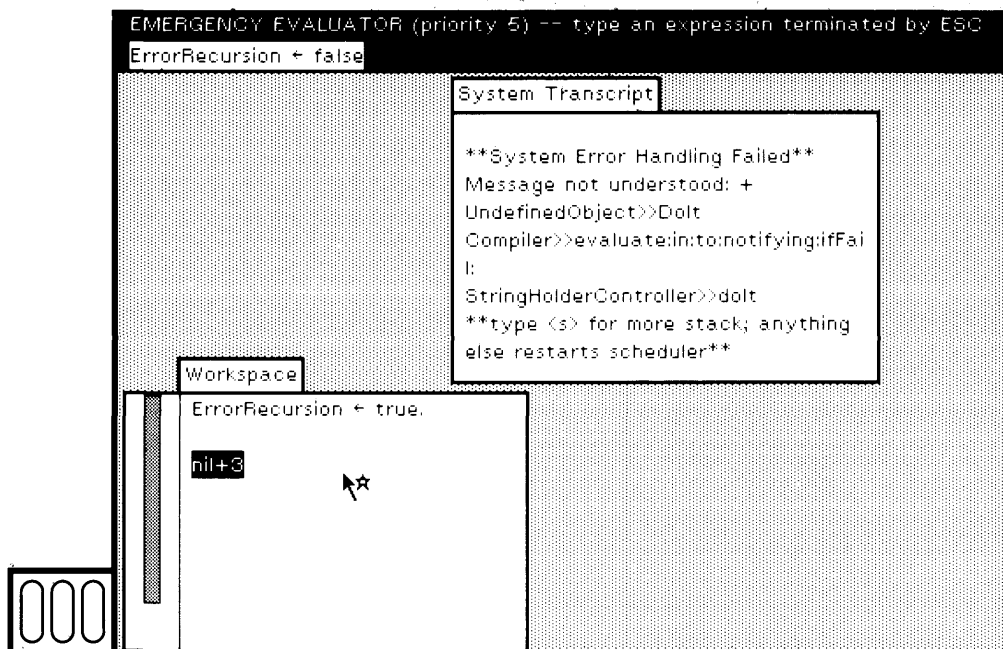 EMERGENCY EVALUATOR (priority 5) -- type an expression terminated by ESC
ErrorRecursion ← false
System Transcript
**System Error Handling Failed**
Message not understood: +
UndefinedObject>>DoIt
Compiler>>evaluate:in:to:notifying:ifFai
l:
StringHolderController>>doIt
**type <s> for more stack; anything
else restarts scheduler**
Workspace
ErrorRecursion ← true.
nil+3